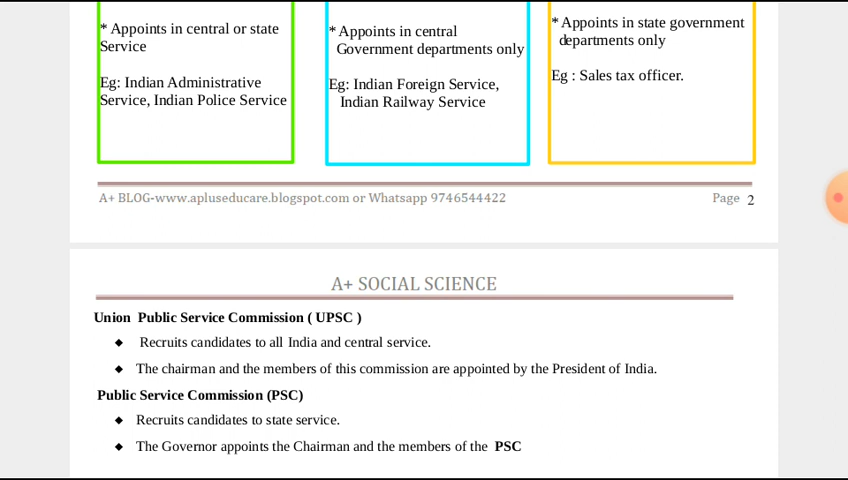 * Appoints in central or state
Service
Eg: Indian Administrative
Service, Indian Police Service
* Appoints in central
Government departments only
Eg: Indian Foreign Service,
Indian Railway Service
* Appoints in state government
departments only
Eg : Sales tax officer.
A+ BLOG-www.apluseducare.blogspot.com or Whatsapp 9746544422
Page 2
A+ SOCIAL SCIENCE
Union Public Service Commission ( UPSC )
◆ Recruits candidates to all India and central service.
◆ The chairman and the members of this commission are appointed by the President of India.
Public Service Commission (PSC)
◆ Recruits candidates to state service.
◆ The Governor appoints the Chairman and the members of the PSC